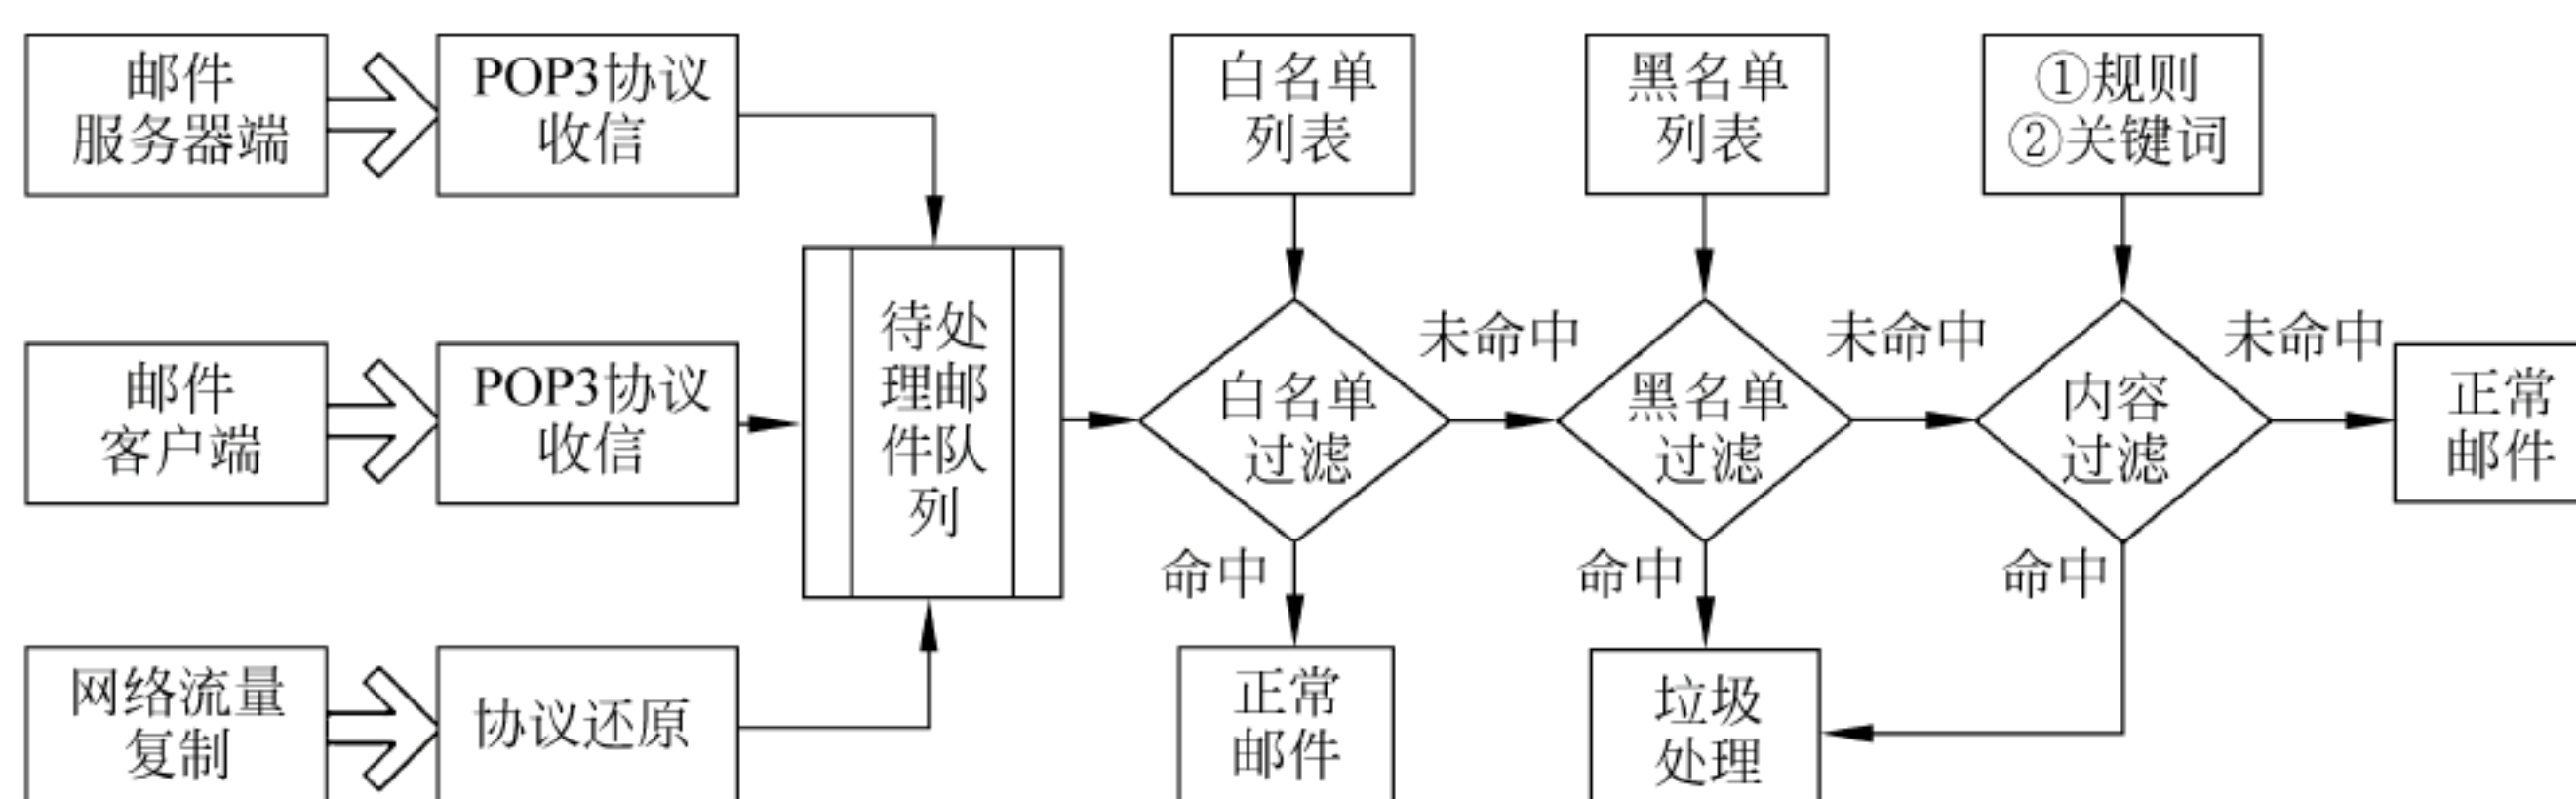 邮件
服务器端
POP3协议
收信
白名单
列表
黑名单
列表
①规则
②关键词
邮件
客户端
POP3协议
收信
待处
理邮
件队
列
白名单
过滤
未命中
黑名单
过滤
未命中
内容
过滤
未命中
正常
邮件
命中
命中
命中
网络流量
复制
协议还原
正常
邮件
垃圾
处理